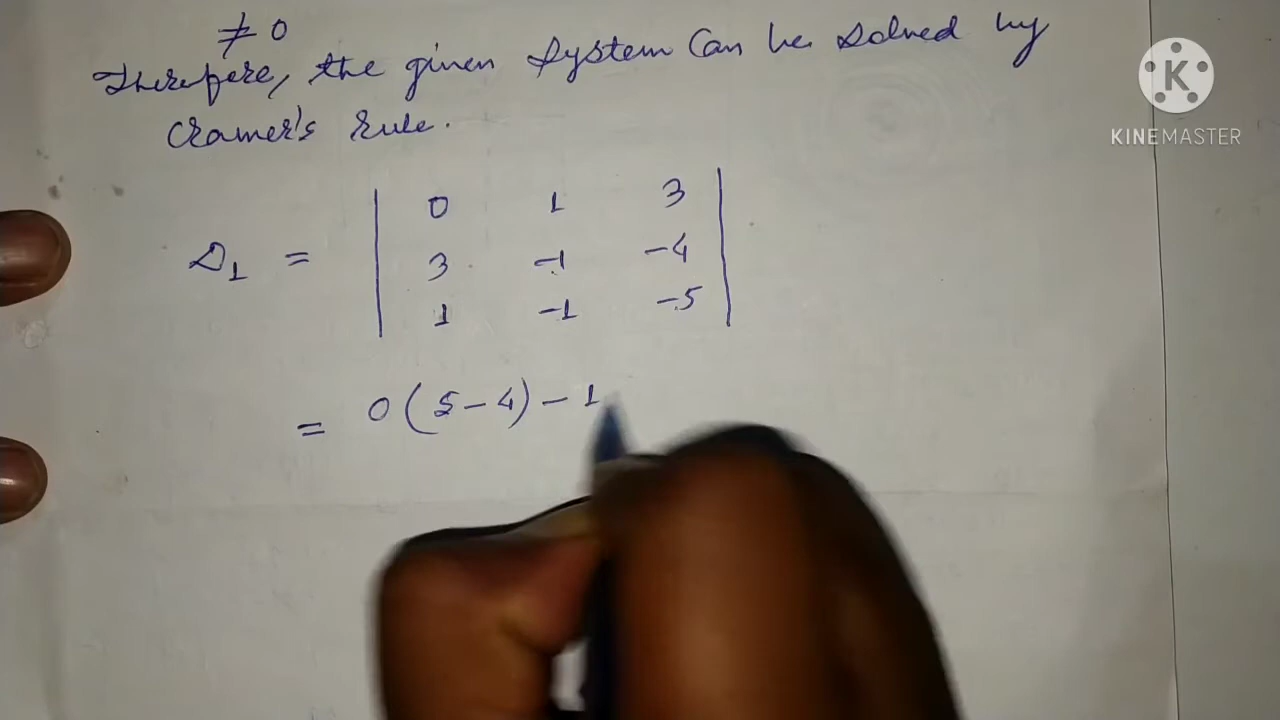 ≠ 0
Therefore, the given system can be solved by
Cramer's rule.
D₁ = | 0 1 3 |
| 3 -1 -4 |
| 1 -1 -5 |
= 0(5-4)-1
KINEMASTER